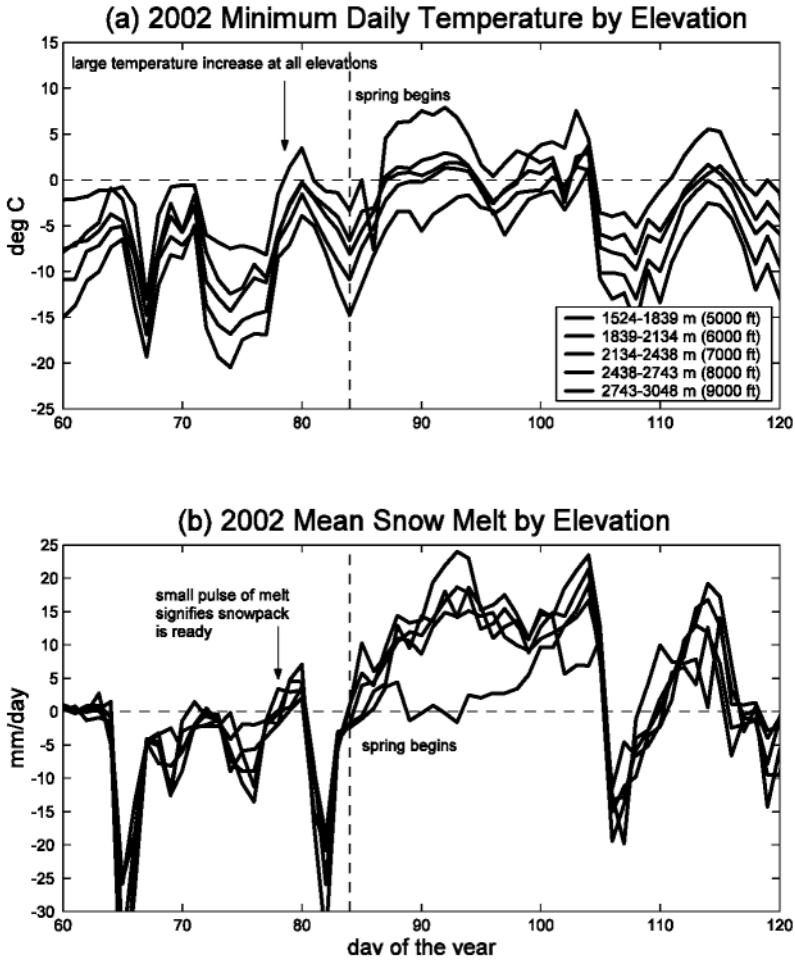 (a) 2002 Minimum Daily Temperature by Elevation
15
10
5
0
-5
-10
-15
-20
-25
deg C
large temperature increase at all elevations
spring begins
1524-1839 m (5000 ft)
1839-2134 m (6000 ft)
2134-2438 m (7000 ft)
2438-2743 m (8000 ft)
2743-3048 m (9000 ft)
60 70 80 90 100 110 120
(b) 2002 Mean Snow Melt by Elevation
25
20
15
10
5
0
-5
-10
-15
-20
-25
-30
mm/day
small pulse of melt
signifies snowpack
is ready
spring begins
60 70 80 90 100 110 120
day of the year